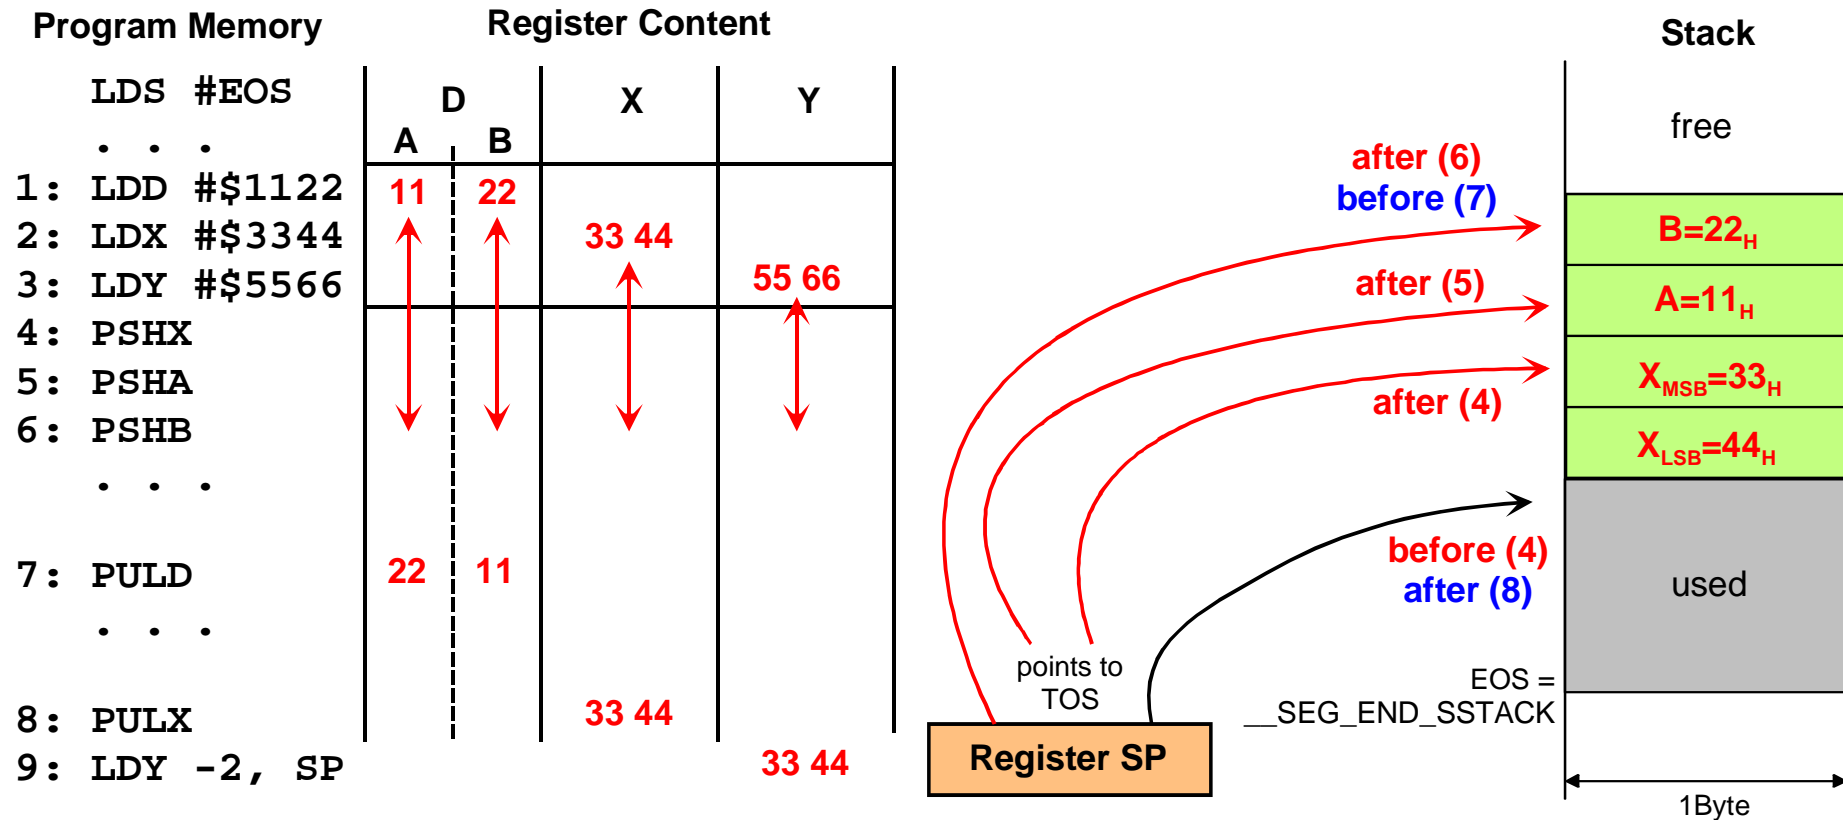 Program Memory
Register Content
Stack
LDS #EOS
. . .
D
A B
X
Y
1: LDD #$1122
11 22
2: LDX #$3344
33 44
3: LDY #$5566
55 66
4: PSHX
5: PSHA
6: PSHB
. . .
7: PULD
22 11
. . .
8: PULX
33 44
9: LDY -2, SP
33 44
after (6)
before (7)
after (5)
after (4)
before (4)
after (8)
points to
TOS
Register SP
free
B=22H
A=11H
XMSB=33H
XLSB=44H
used
EOS =
__SEG_END_SSTACK
1Byte